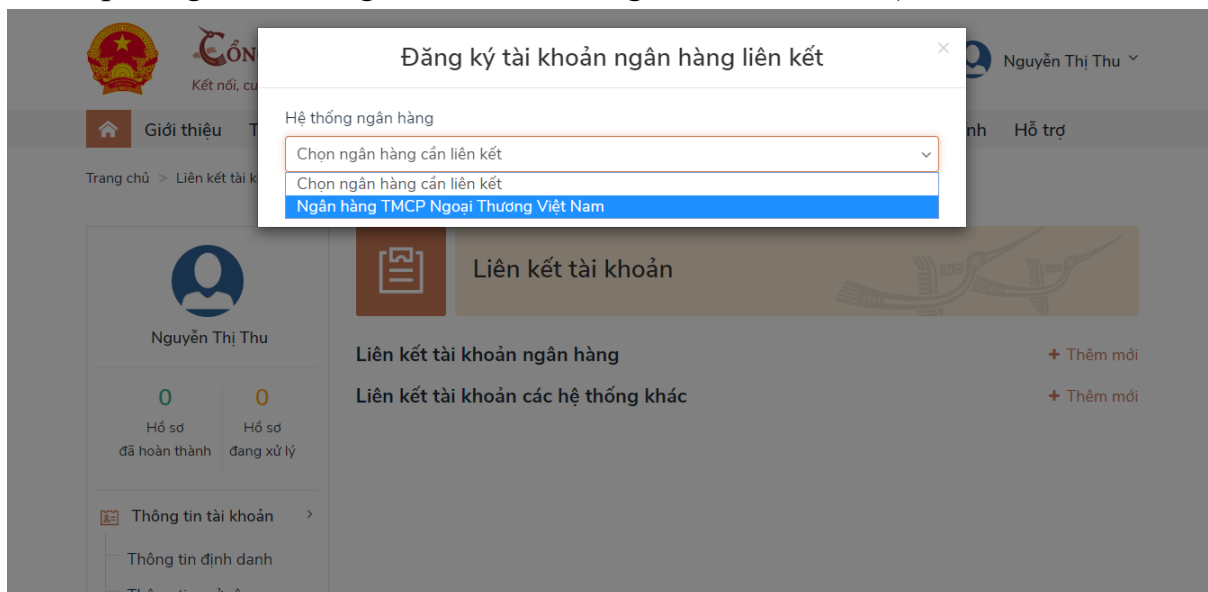 Đăng ký tài khoản ngân hàng liên kết
×
CỔN
Kết nối, cu
Nguyễn Thị Thu
Hệ thống ngân hàng
Giới thiệu T
nh Hỗ trợ
Chọn ngân hàng cần liên kết
Trang chủ > Liên kết tài k
Chọn ngân hàng cần liên kết
Ngân hàng TMCP Ngoại Thương Việt Nam
Liên kết tài khoản
Nguyễn Thị Thu
Liên kết tài khoản ngân hàng + Thêm mới
Liên kết tài khoản các hệ thống khác + Thêm mới
0 0
Hồ sơ Hồ sơ
đã hoàn thành đang xử lý
Thông tin tài khoản >
Thông tin định danh